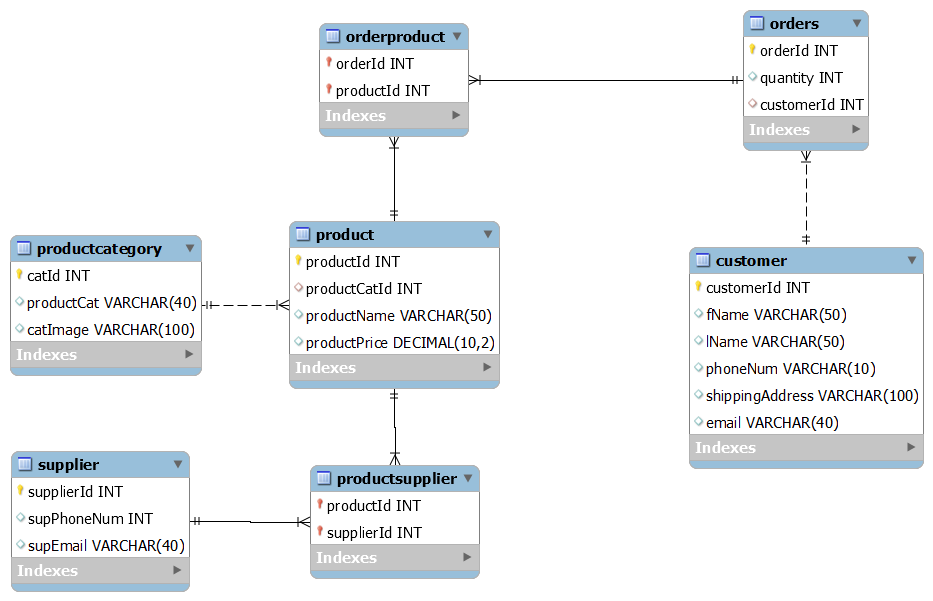 orderproduct
orderId INT
productId INT
Indexes
orders
orderId INT
quantity INT
customerId INT
Indexes
productcategory
catId INT
productCat VARCHAR(40)
catImage VARCHAR(100)
Indexes
product
productId INT
productCatId INT
productName VARCHAR(50)
productPrice DECIMAL(10,2)
Indexes
customer
customerId INT
fName VARCHAR(50)
lName VARCHAR(50)
phoneNum VARCHAR(10)
shippingAddress VARCHAR(100)
email VARCHAR(40)
Indexes
supplier
supplierId INT
supPhoneNum INT
supEmail VARCHAR(40)
Indexes
productsupplier
productId INT
supplierId INT
Indexes